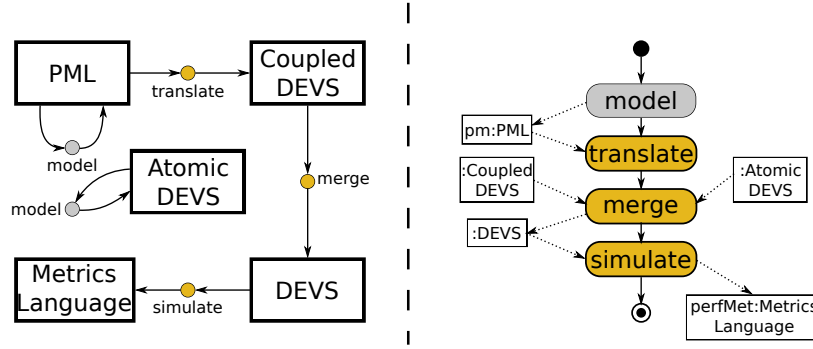 PML
translate
Coupled
DEVS
model
Atomic
DEVS
model
merge
Metrics
Language
simulate
DEVS
model
pm:PML
translate
:Coupled
DEVS
:Atomic
DEVS
merge
:DEVS
simulate
perfMet:Metrics
Language